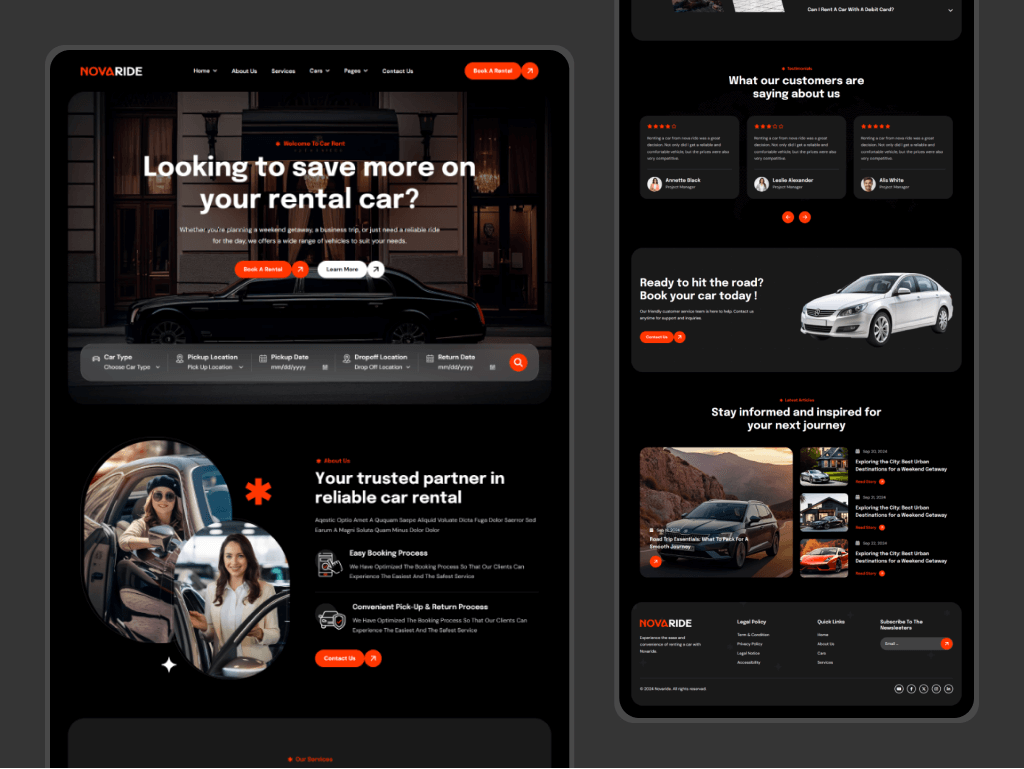 NOVARIDE
Home
About Us
Services
Cars
Pages
Contact Us
Book A Rental
Welcome To Car Rent
Looking to save more on
your rental car?
Whether you're planning a weekend getaway, a business trip, or just need a reliable ride
for the day, we offers a wide range of vehicles to suit your needs.
Book A Rental
Learn More
Car Type
Choose Car Type
Pickup Location
Pick Up Location
Pickup Date
mm/dd/yyyy
Dropoff Location
Drop Off Location
Return Date
mm/dd/yyyy
About Us
Your trusted partner in
reliable car rental
Aqestic Optio Amet A Ququam Saepe Aliquid Voluate Dicta Fuga Dolor Saerror Sed
Earum A Magni Soluta Quam Minus Dolor Dolor
Easy Booking Process
We Have Optimized The Booking Process So That Our Clients Can
Experience The Easiest And The Safest Service
Convenient Pick-Up & Return Process
We Have Optimized The Booking Process So That Our Clients Can
Experience The Easiest And The Safest Service
Contact Us
Our Services
Can I Rent A Car With A Debit Card?
Testimonials
What our customers are
saying about us
Renting a car from nova ride was a great
decision. Not only did I get a reliable and
comfortable vehicle, but the prices were also
very competitive.
Annette Black
Project Manager
Renting a car from nova ride was a great
decision. Not only did I get a reliable and
comfortable vehicle, but the prices were also
very competitive.
Leslie Alexander
Project Manager
Renting a car from nova ride was a great
decision. Not only did I get a reliable and
comfortable vehicle, but the prices were also
very competitive.
Alis White
Project Manager
Ready to hit the road?
Book your car today !
Our friendly customer service team is here to help. Contact us
anytime for support and inquiries.
Contact Us
Latest Articles
Stay informed and inspired for
your next journey
2024
Road Trip Essentials: What To Pack For A
Smooth Journey
Sep 20, 2024
Exploring the City: Best Urban
Destinations for a Weekend Getaway
Read Story
Sep 21, 2024
Exploring the City: Best Urban
Destinations for a Weekend Getaway
Read Story
Sep 22, 2024
Exploring the City: Best Urban
Destinations for a Weekend Getaway
Read Story
NOVARIDE
Experience the ease and
convenience of renting a car with
Novaride.
Legal Policy
Term & Condition
Privacy Policy
Legal Notice
Accessibility
Quick Links
Home
About Us
Cars
Services
Subscribe To The
Newsletters
Email ...
© 2024 Novaride. All rights reserved.